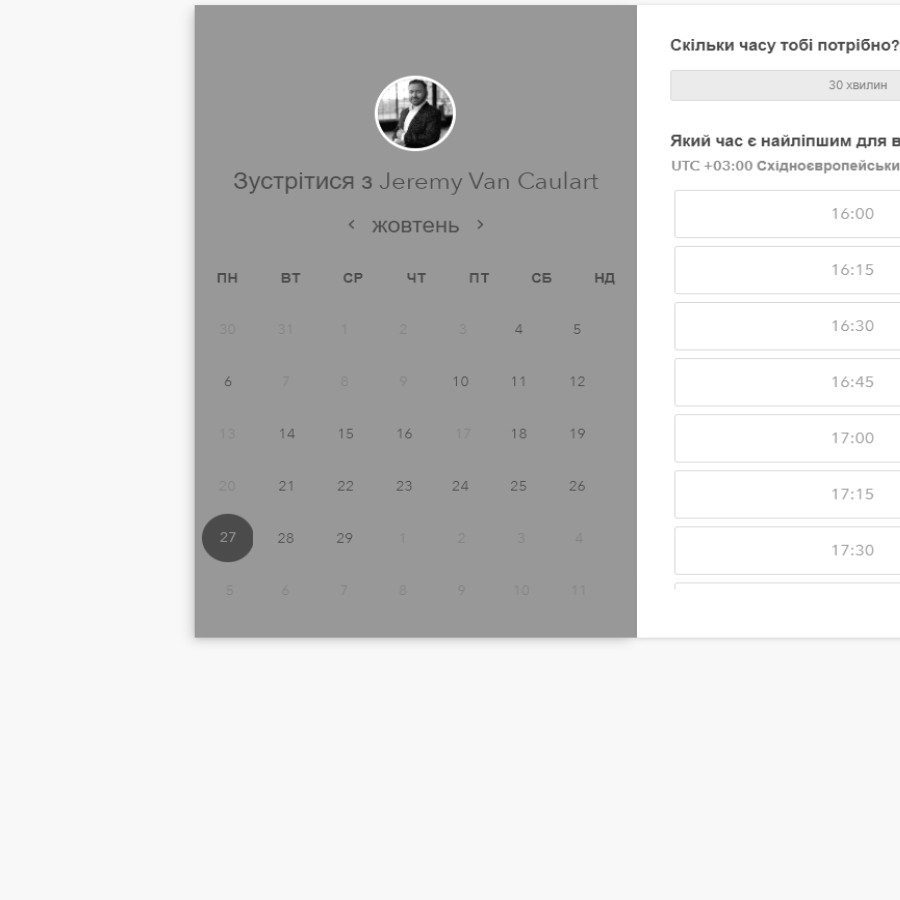 Зустрітися з Jeremy Van Caulart
жовтень
ПН ВТ СР ЧТ ПТ СБ НД
30 31 1 2 3 4 5
6 7 8 9 10 11 12
13 14 15 16 17 18 19
20 21 22 23 24 25 26
27 28 29 1 2 3 4
5 6 7 8 9 10 11
Скільки часу тобі потрібно?
30 хвилин
Який час є найліпшим для
UTC +03:00 Східноєвропейськи
16:00
16:15
16:30
16:45
17:00
17:15
17:30